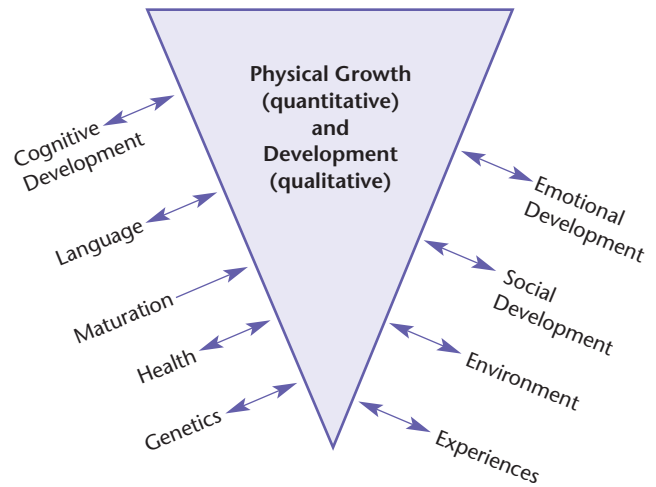 Physical Growth
(quantitative)
and
Development
(qualitative)
Cognitive
Development
Language
Maturation
Health
Genetics
Emotional
Development
Social
Development
Environment
Experiences